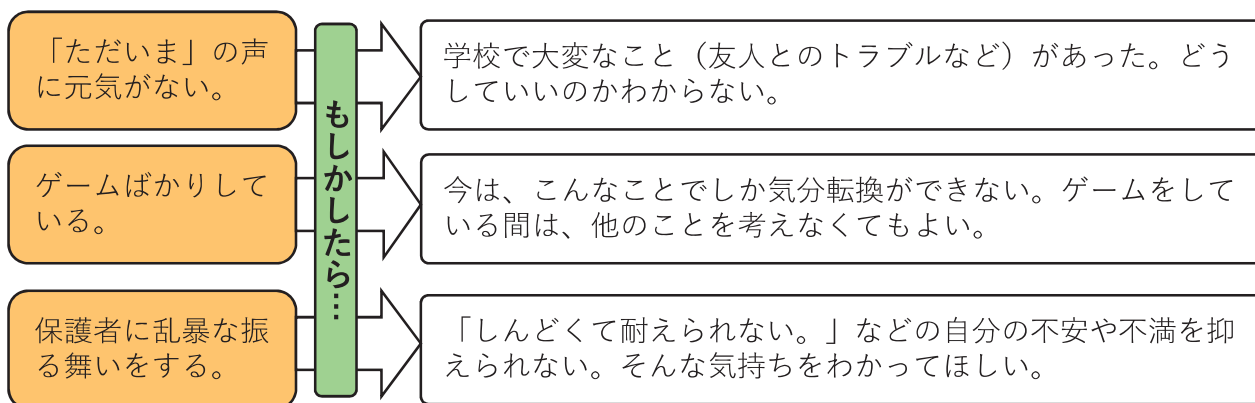 「ただいま」の声
に元気がない。
もしかしたら…
学校で大変なこと（友人とのトラブルなど）があった。どう
していいのかわからない。
ゲームばかりして
いる。
今は、こんなことでしか気分転換ができない。ゲームをして
いる間は、他のことを考えなくてもよい。
保護者に乱暴な振
る舞いをする。
「しんどくて耐えられない。」などの自分の不安や不満を抑
えられない。そんな気持ちをわかってほしい。